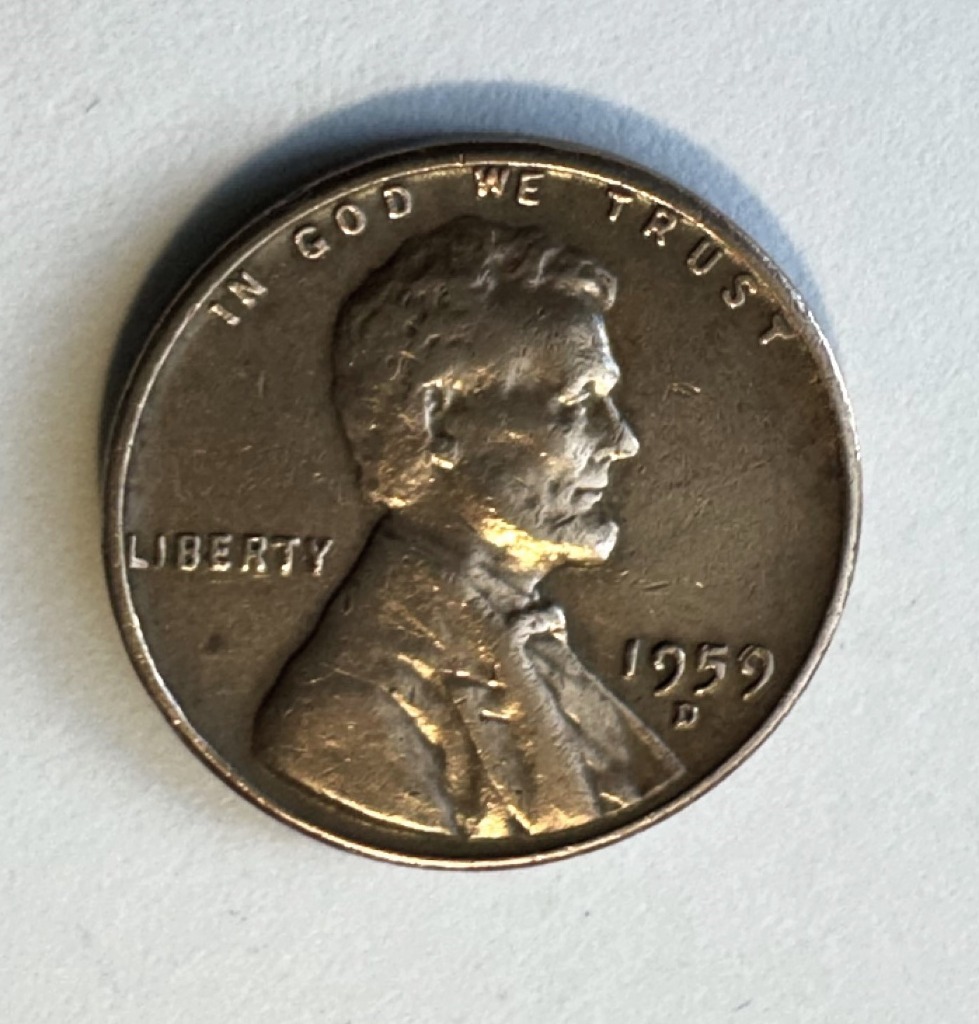 IN GOD WE TRUST
LIBERTY
1959
D